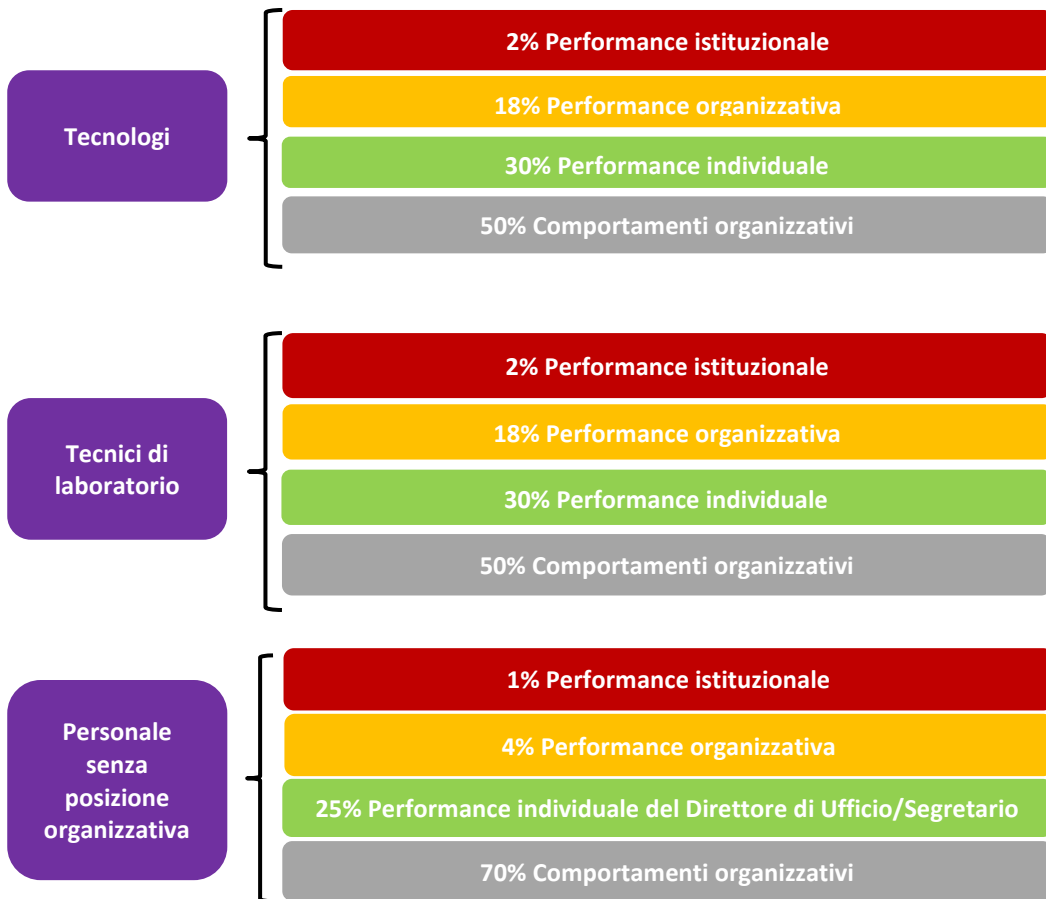 Tecnologi
2% Performance istituzionale
18% Performance organizzativa
30% Performance individuale
50% Comportamenti organizzativi
Tecnici di
laboratorio
2% Performance istituzionale
18% Performance organizzativa
30% Performance individuale
50% Comportamenti organizzativi
Personale
senza
posizione
organizzativa
1% Performance istituzionale
4% Performance organizzativa
25% Performance individuale del Direttore di Ufficio/Segretario
70% Comportamenti organizzativi